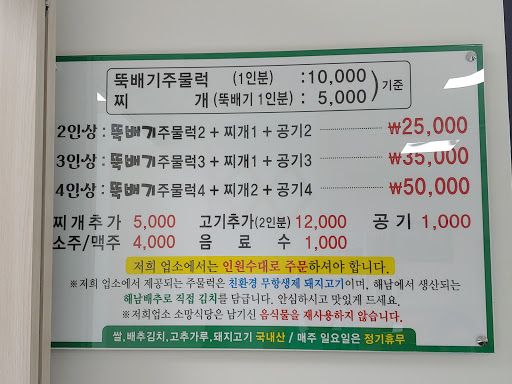 뚝배기주물럭 (1인분) : 10,000
찌 개 (뚝배기 1인분) : 5,000 기준
2인상 : 뚝배기주물럭2 + 찌개1 + 공기2 ₩25,000
3인상 : 뚝배기주물럭3 + 찌개1 + 공기3 ₩35,000
4인상 : 뚝배기주물럭4 + 찌개2 + 공기4 ₩50,000
찌개추가 5,000 고기추가(2인분) 12,000 공 기 1,000
소주/맥주 4,000 음 료 수 1,000
저희 업소에서는 인원수대로 주문하셔야 합니다.
※저희 업소에서 제공되는 주물럭은 친환경 무항생제 돼지고기이며, 해남에서 생산되는
해남배추로 직접 김치를 담급니다. 안심하시고 맛있게 드세요.
※저희업소 소망식당은 남기신 음식물을 재사용하지 않습니다.
쌀,배추김치,고추가루,돼지고기 국내산 / 매주 일요일은 정기휴무